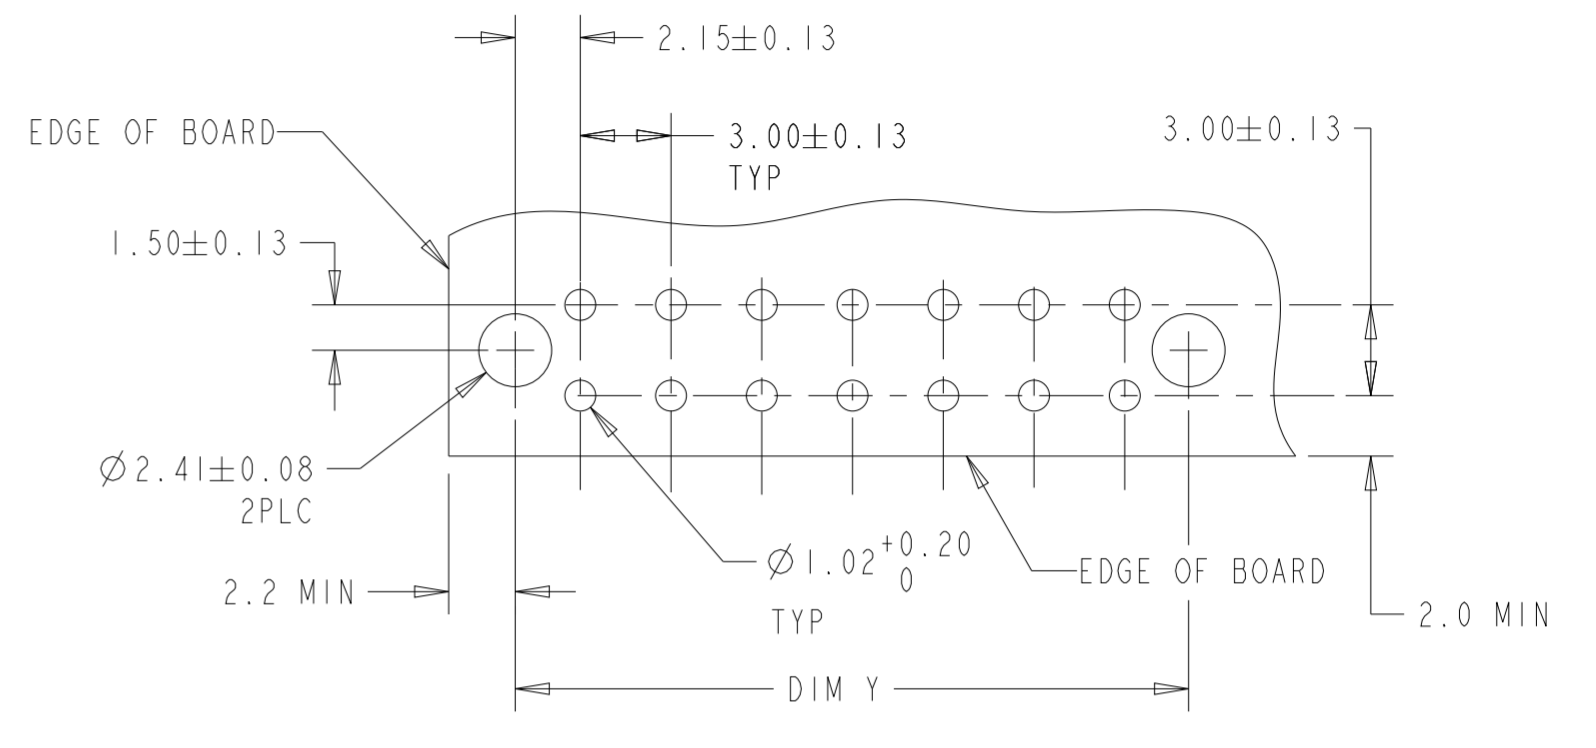 2.15±0.13
EDGE OF BOARD
3.00±0.13
TYP
3.00±0.13
1.50±0.13
Ø2.41±0.08
2PLC
Ø1.02 +0.20
0
TYP
EDGE OF BOARD
2.2 MIN
2.0 MIN
DIM Y